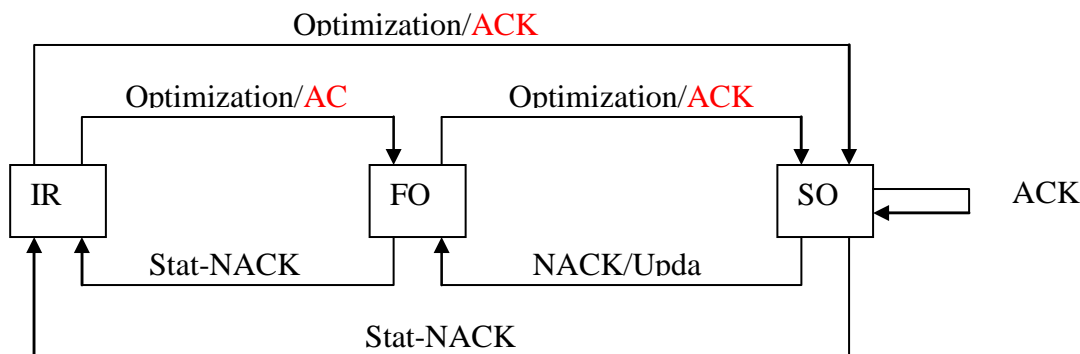 Optimization/ACK
Optimization/AC
Optimization/ACK
IR
FO
SO
ACK
Stat-NACK
NACK/Upda
Stat-NACK